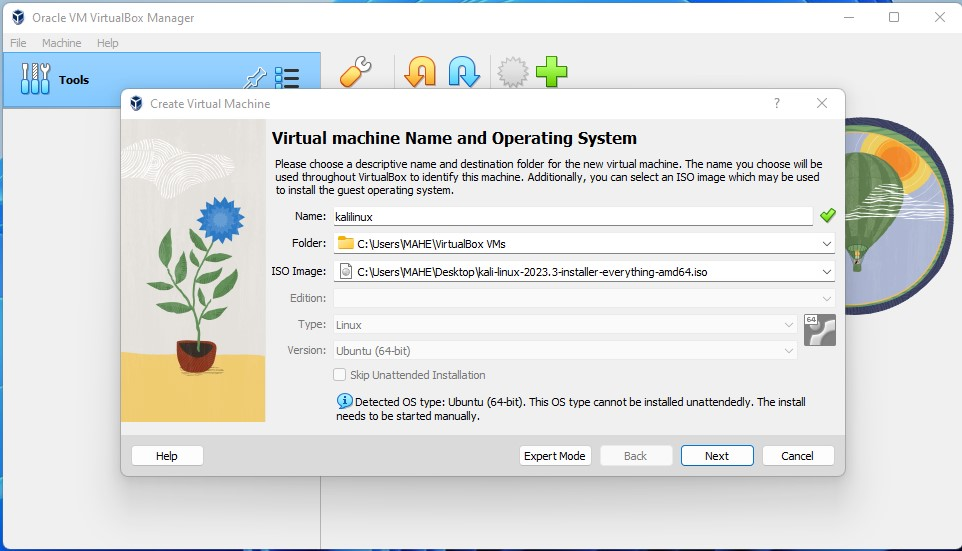 Oracle VM VirtualBox Manager
File Machine Help
Tools
Create Virtual Machine
?
Virtual machine Name and Operating System
Please choose a descriptive name and destination folder for the new virtual machine. The name you choose will be
used throughout VirtualBox to identify this machine. Additionally, you can select an ISO image which may be used
to install the guest operating system.
Name: kalilinux
Folder: C:\Users\MAHE\VirtualBox VMs
ISO Image: C:\Users\MAHE\Desktop\kali-linux-2023.3-installer-everything-amd64.iso
Edition:
Type: Linux
64
Version: Ubuntu (64-bit)
Skip Unattended Installation
Detected OS type: Ubuntu (64-bit). This OS type cannot be installed unattendedly. The install
needs to be started manually.
Help Expert Mode Back Next Cancel